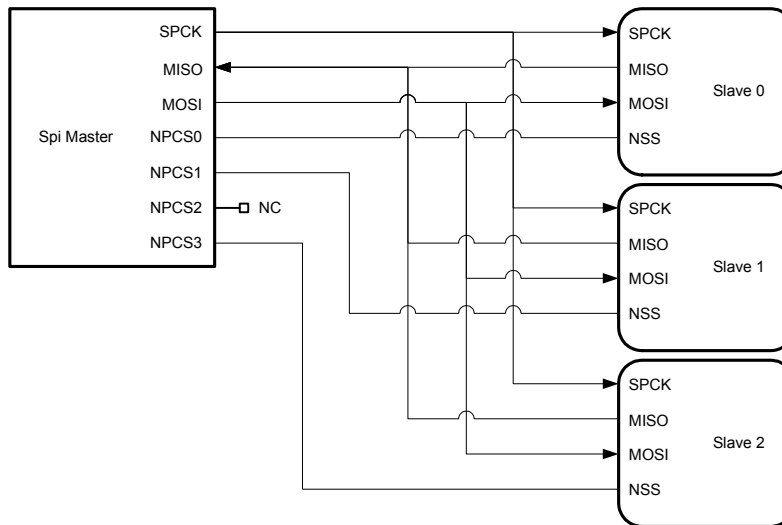 Spi Master
SPCK
MISO
MOSI
NPCS0
NPCS1
NPCS2
NPCS3
NC
SPCK
MISO
MOSI
NSS
Slave 0
SPCK
MISO
MOSI
NSS
Slave 1
SPCK
MISO
MOSI
NSS
Slave 2